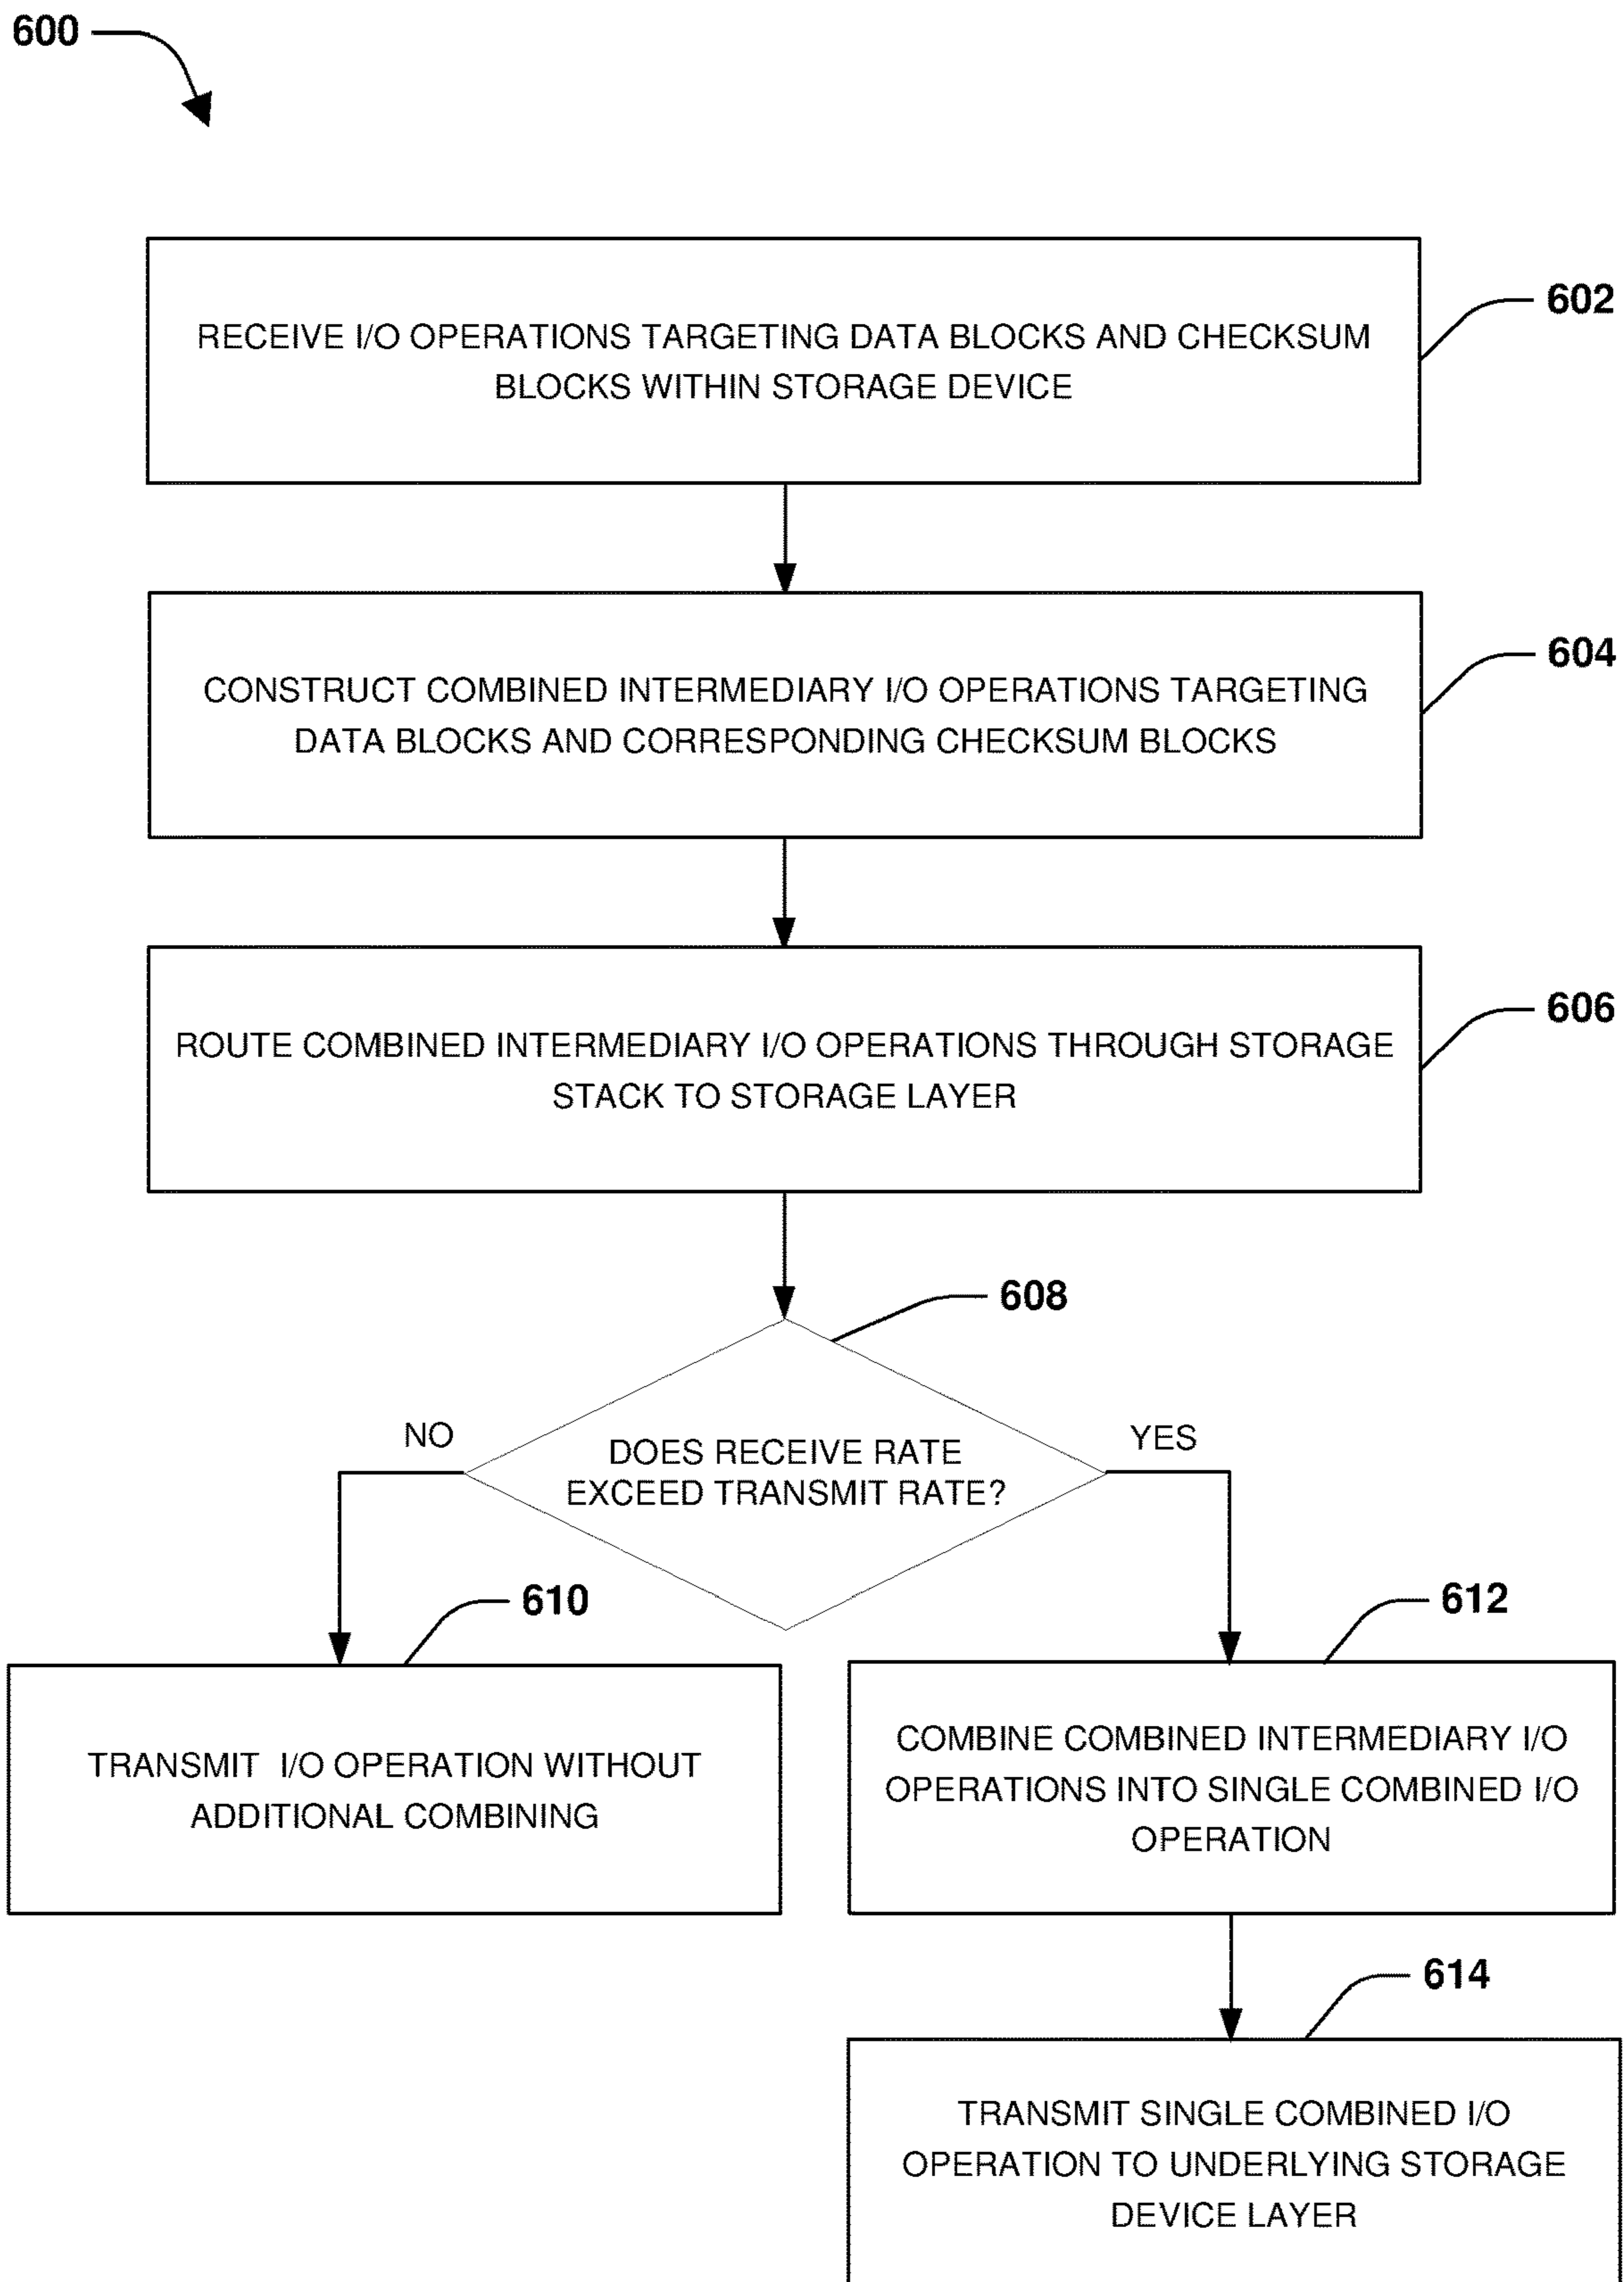 600
602
RECEIVE I/O OPERATIONS TARGETING DATA BLOCKS AND CHECKSUM
BLOCKS WITHIN STORAGE DEVICE
604
CONSTRUCT COMBINED INTERMEDIARY I/O OPERATIONS TARGETING
DATA BLOCKS AND CORRESPONDING CHECKSUM BLOCKS
606
ROUTE COMBINED INTERMEDIARY I/O OPERATIONS THROUGH STORAGE
STACK TO STORAGE LAYER
608
NO
YES
DOES RECEIVE RATE
EXCEED TRANSMIT RATE?
610
TRANSMIT I/O OPERATION WITHOUT
ADDITIONAL COMBINING
612
COMBINE COMBINED INTERMEDIARY I/O
OPERATIONS INTO SINGLE COMBINED I/O
OPERATION
614
TRANSMIT SINGLE COMBINED I/O
OPERATION TO UNDERLYING STORAGE
DEVICE LAYER